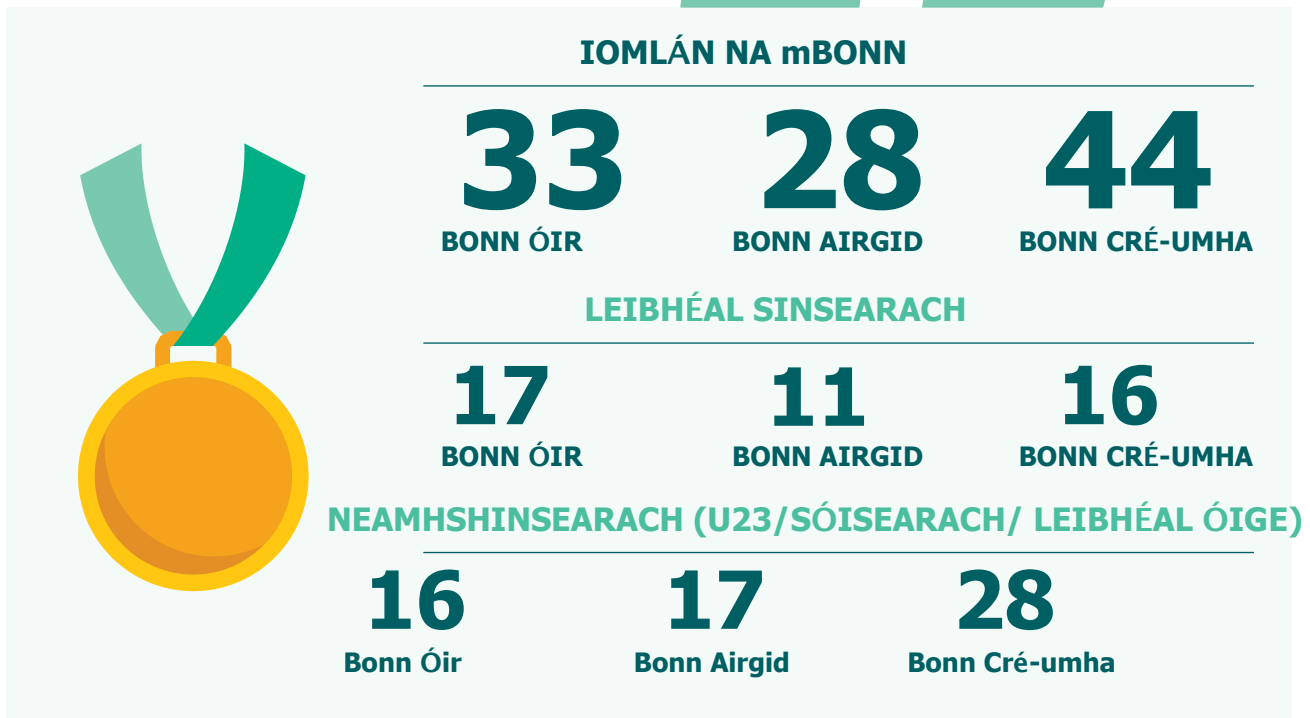 IOMLÁN NA mBONN
33 28 44
BONN ÓIR BONN AIRGID BONN CRÉ-UMHA
LEIBHÉAL SINSEARACH
17 11 16
BONN ÓIR BONN AIRGID BONN CRÉ-UMHA
NEAMHSHINSEARACH (U23/SÓISEARACH/ LEIBHÉAL ÓIGE)
16 17 28
Bonn Óir Bonn Airgid Bonn Cré-umha